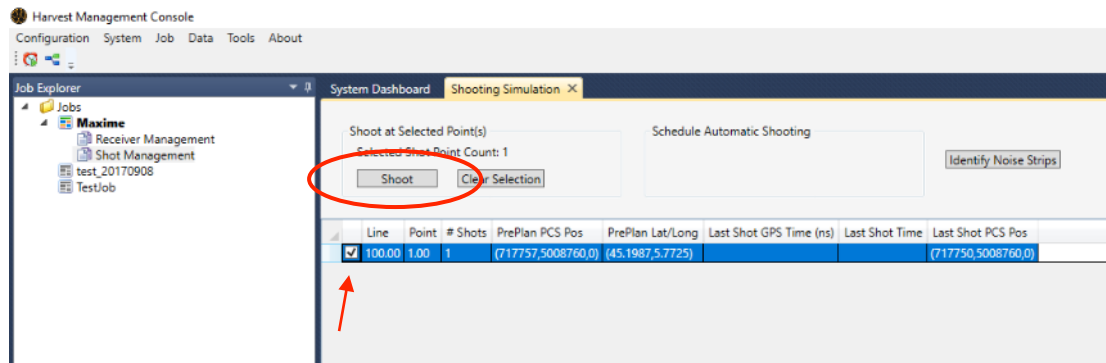 Harvest Management Console
Configuration System Job Data Tools About
Job Explorer
Jobs
Maxime
Receiver Management
Shot Management
test_20170908
TestJob
System Dashboard Shooting Simulation
Shoot at Selected Point(s)
Selected Shot Point Count: 1
Shoot Clear Selection
Schedule Automatic Shooting
Identify Noise Strips
Line Point # Shots PrePlan PCS Pos PrePlan Lat/Long Last Shot GPS Time (ns) Last Shot Time Last Shot PCS Pos
100.00 1.00 1 (717757,5008760,0) (45.1987,5.7725) (717750,5008760,0)